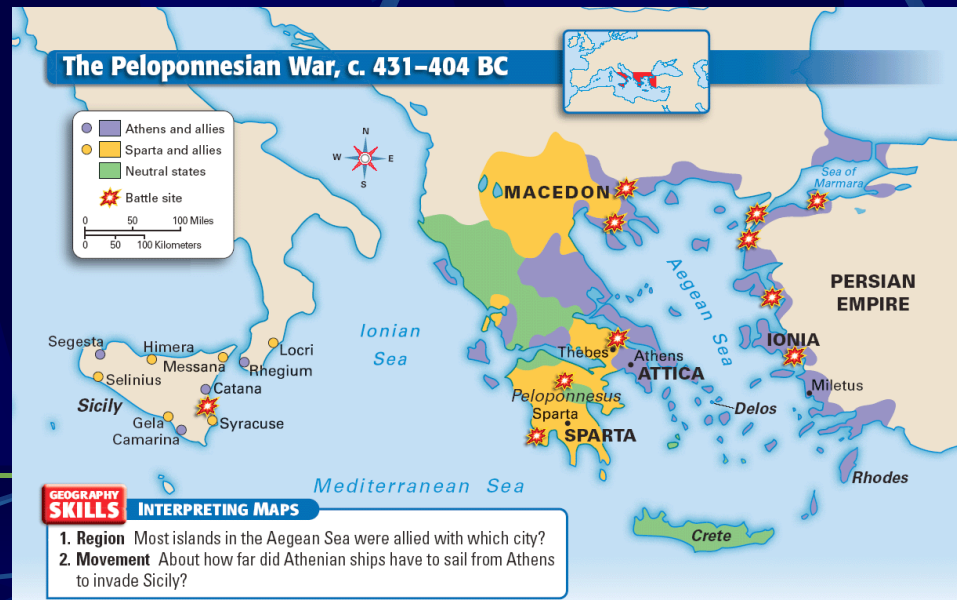 The Peloponnesian War, c. 431–404 BC
Athens and allies
Sparta and allies
Neutral states
Battle site
0 50 100 Miles
0 50 100 Kilometers
N
W E
S
MACEDON
Sea of
Marmara
Aegean Sea
PERSIAN
EMPIRE
Ionian
Sea
IONIA
Thebes
Athens
ATTICA
Miletus
Peloponnesus
Delos
Sparta
SPARTA
Rhodes
Segesta
Himera
Locri
Messana
Rhegium
Selinius
Catana
Sicily
Gela
Syracuse
Camarina
Mediterranean Sea
Crete
GEOGRAPHY
SKILLS
INTERPRETING MAPS
1. Region Most islands in the Aegean Sea were allied with which city?
2. Movement About how far did Athenian ships have to sail from Athens
to invade Sicily?